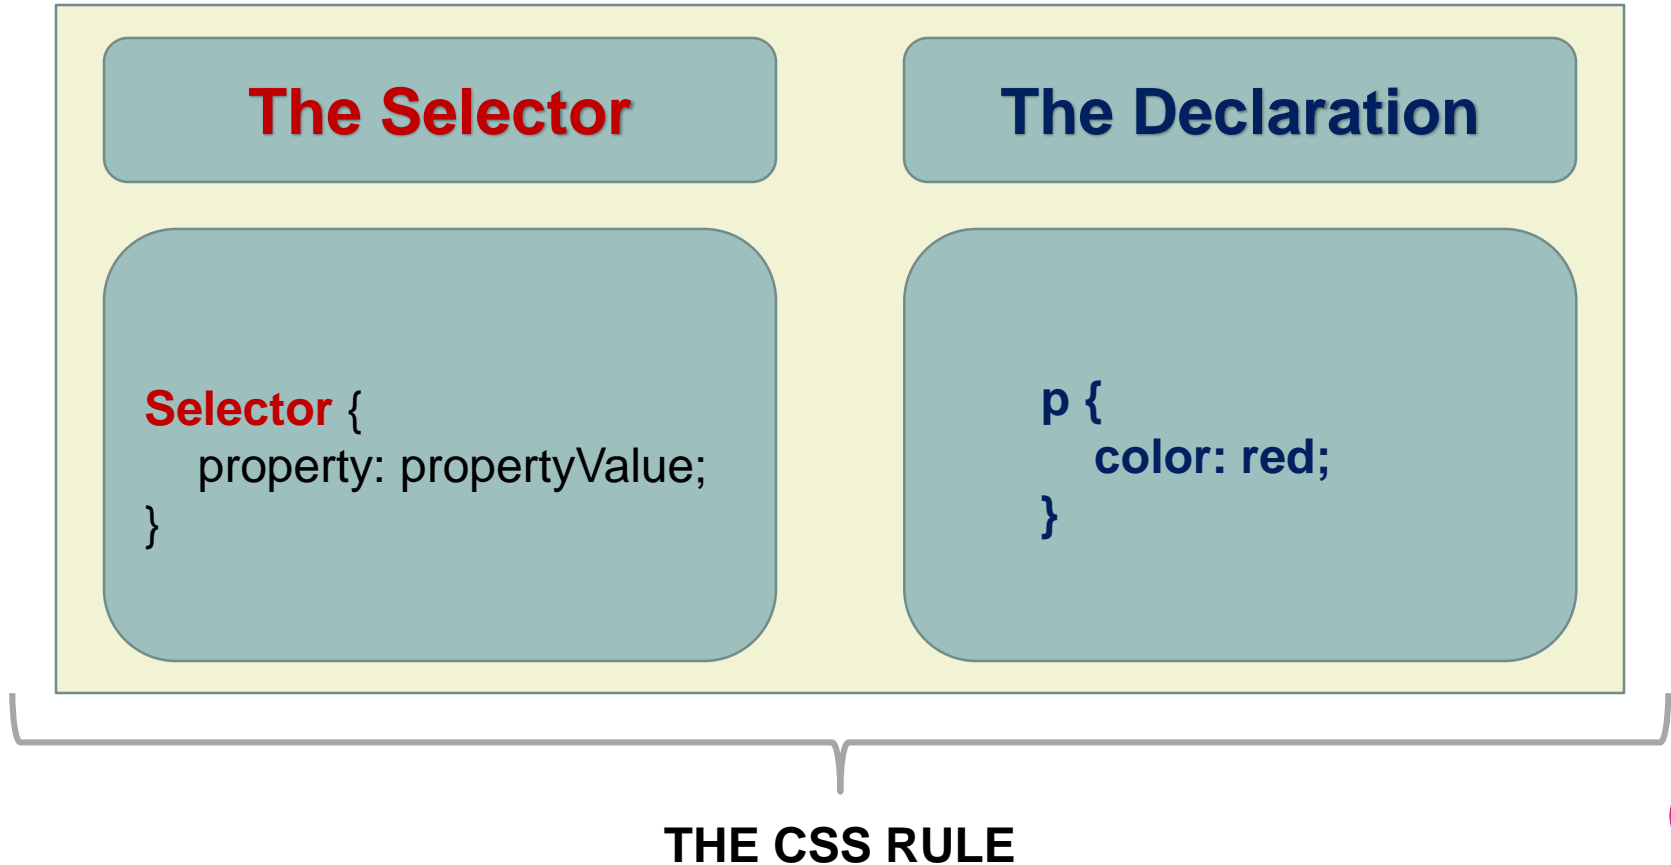 The Selector
The Declaration
Selector {
property: propertyValue;
}
p {
color: red;
}
THE CSS RULE